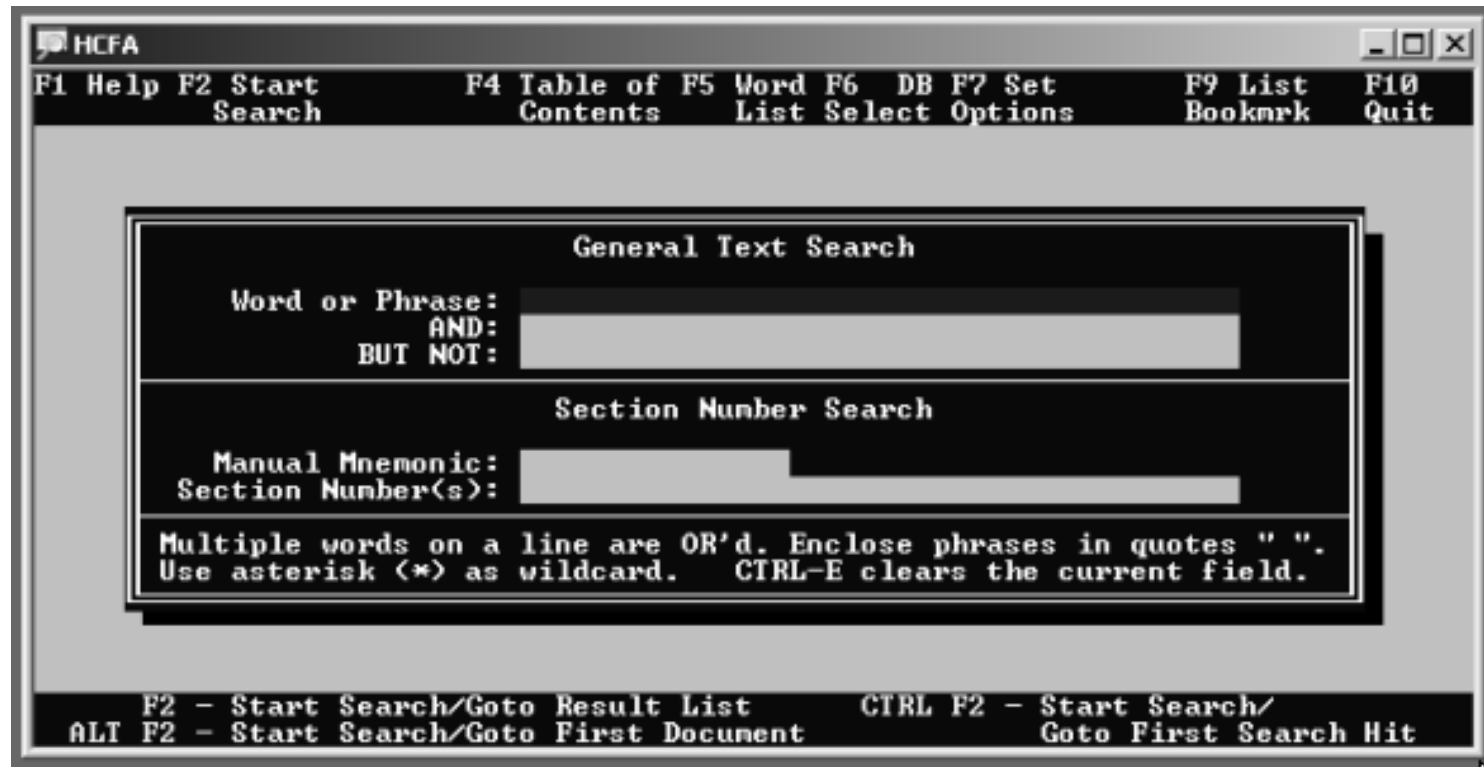 HCFA
F1 Help F2 Start F4 Table of F5 Word F6 DB F7 Set F9 List F10
Search Contents List Select Options Bookmrk Quit
General Text Search
Word or Phrase:
AND:
BUT NOT:
Section Number Search
Manual Mnemonic:
Section Number(s):
Multiple words on a line are OR'd. Enclose phrases in quotes " ".
Use asterisk (*) as wildcard. CTRL-E clears the current field.
F2 - Start Search/Goto Result List CTRL F2 - Start Search/
ALT F2 - Start Search/Goto First Document Goto First Search Hit